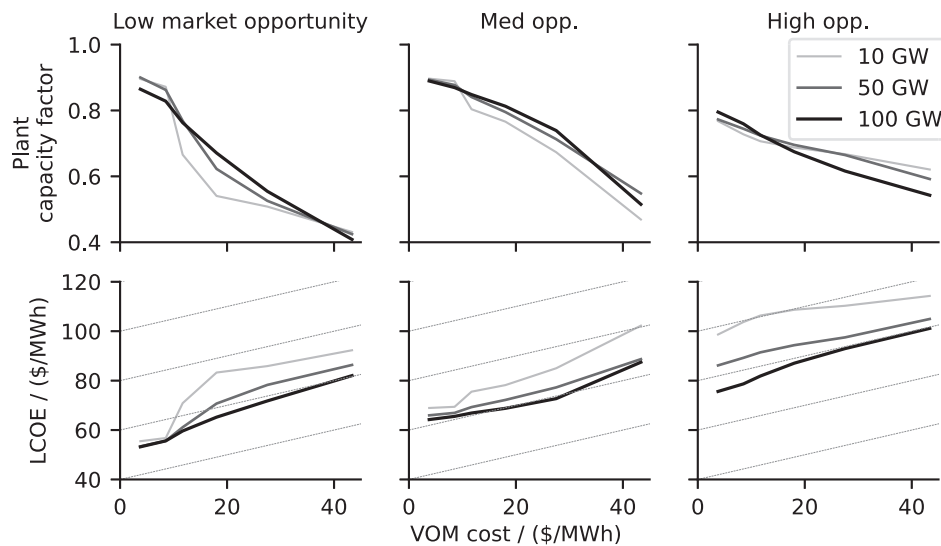 Low market opportunity
Med opp.
High opp.
Plant
capacity factor
1.0
0.8
0.6
0.4
10 GW
50 GW
100 GW
LCOE / ($/MWh)
120
100
80
60
40
0 20 40
0 20 40
0 20 40
VOM cost / ($/MWh)